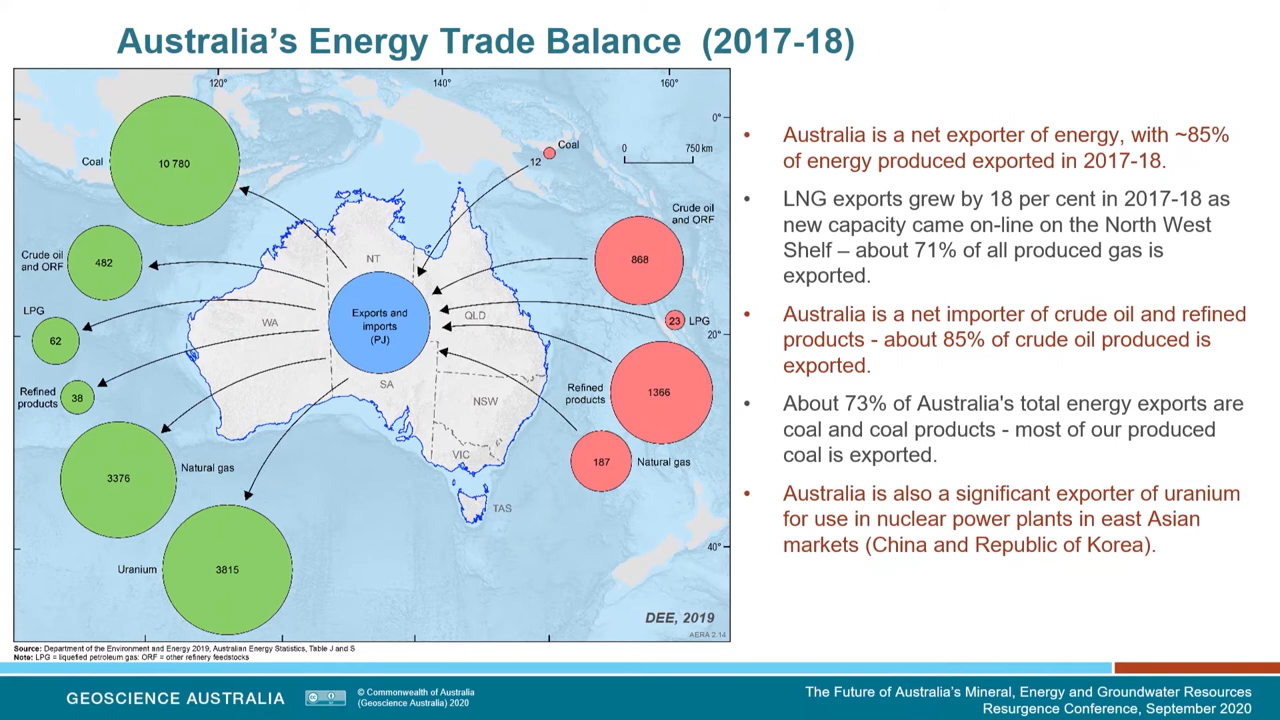 Australia's Energy Trade Balance (2017-18)
120°
140°
160°
0°
20°
40°
0
750 km
Coal
10 780
Crude oil
and ORF
482
LPG
62
Refined
products
38
Natural gas
3376
Uranium
3815
Exports and
imports
(PJ)
NT
WA
QLD
SA
NSW
VIC
TAS
Coal
12
Crude oil
and ORF
868
23
LPG
Refined
products
1366
187
Natural gas
DEE, 2019
AERA 2.14
Source: Department of the Environment and Energy 2019, Australian Energy Statistics, Table J and S
Note: LPG = liquefied petroleum gas: ORF = other refinery feedstocks
• Australia is a net exporter of energy, with ~85%
of energy produced exported in 2017-18.
• LNG exports grew by 18 per cent in 2017-18 as
new capacity came on-line on the North West
Shelf – about 71% of all produced gas is
exported.
• Australia is a net importer of crude oil and refined
products - about 85% of crude oil produced is
exported.
• About 73% of Australia's total energy exports are
coal and coal products - most of our produced
coal is exported.
• Australia is also a significant exporter of uranium
for use in nuclear power plants in east Asian
markets (China and Republic of Korea).
GEOSCIENCE AUSTRALIA
© Commonwealth of Australia
(Geoscience Australia) 2020
The Future of Australia's Mineral, Energy and Groundwater Resources
Resurgence Conference, September 2020